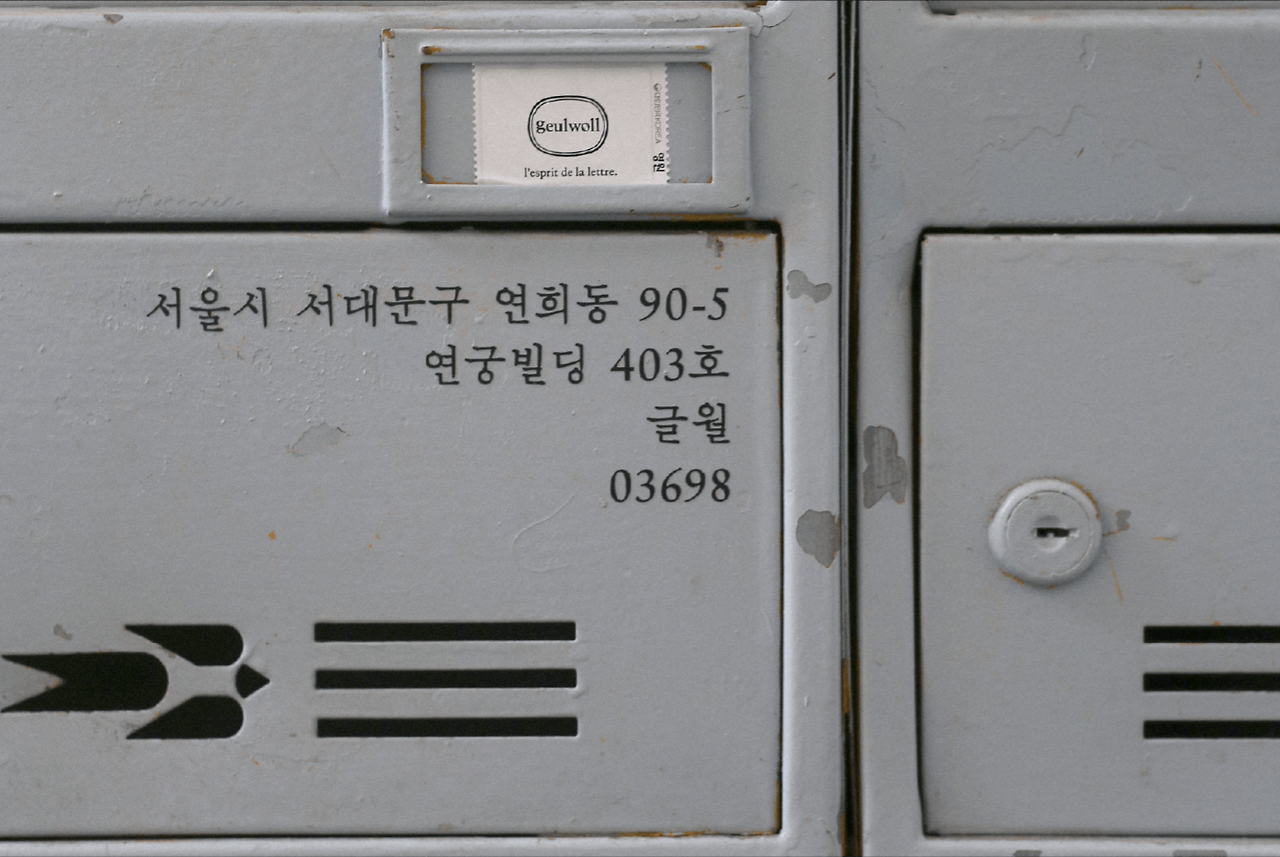 geulwoll
l'esprit de la lettre.
서울시 서대문구 연희동 90-5
연궁빌딩 403호
글월
03698